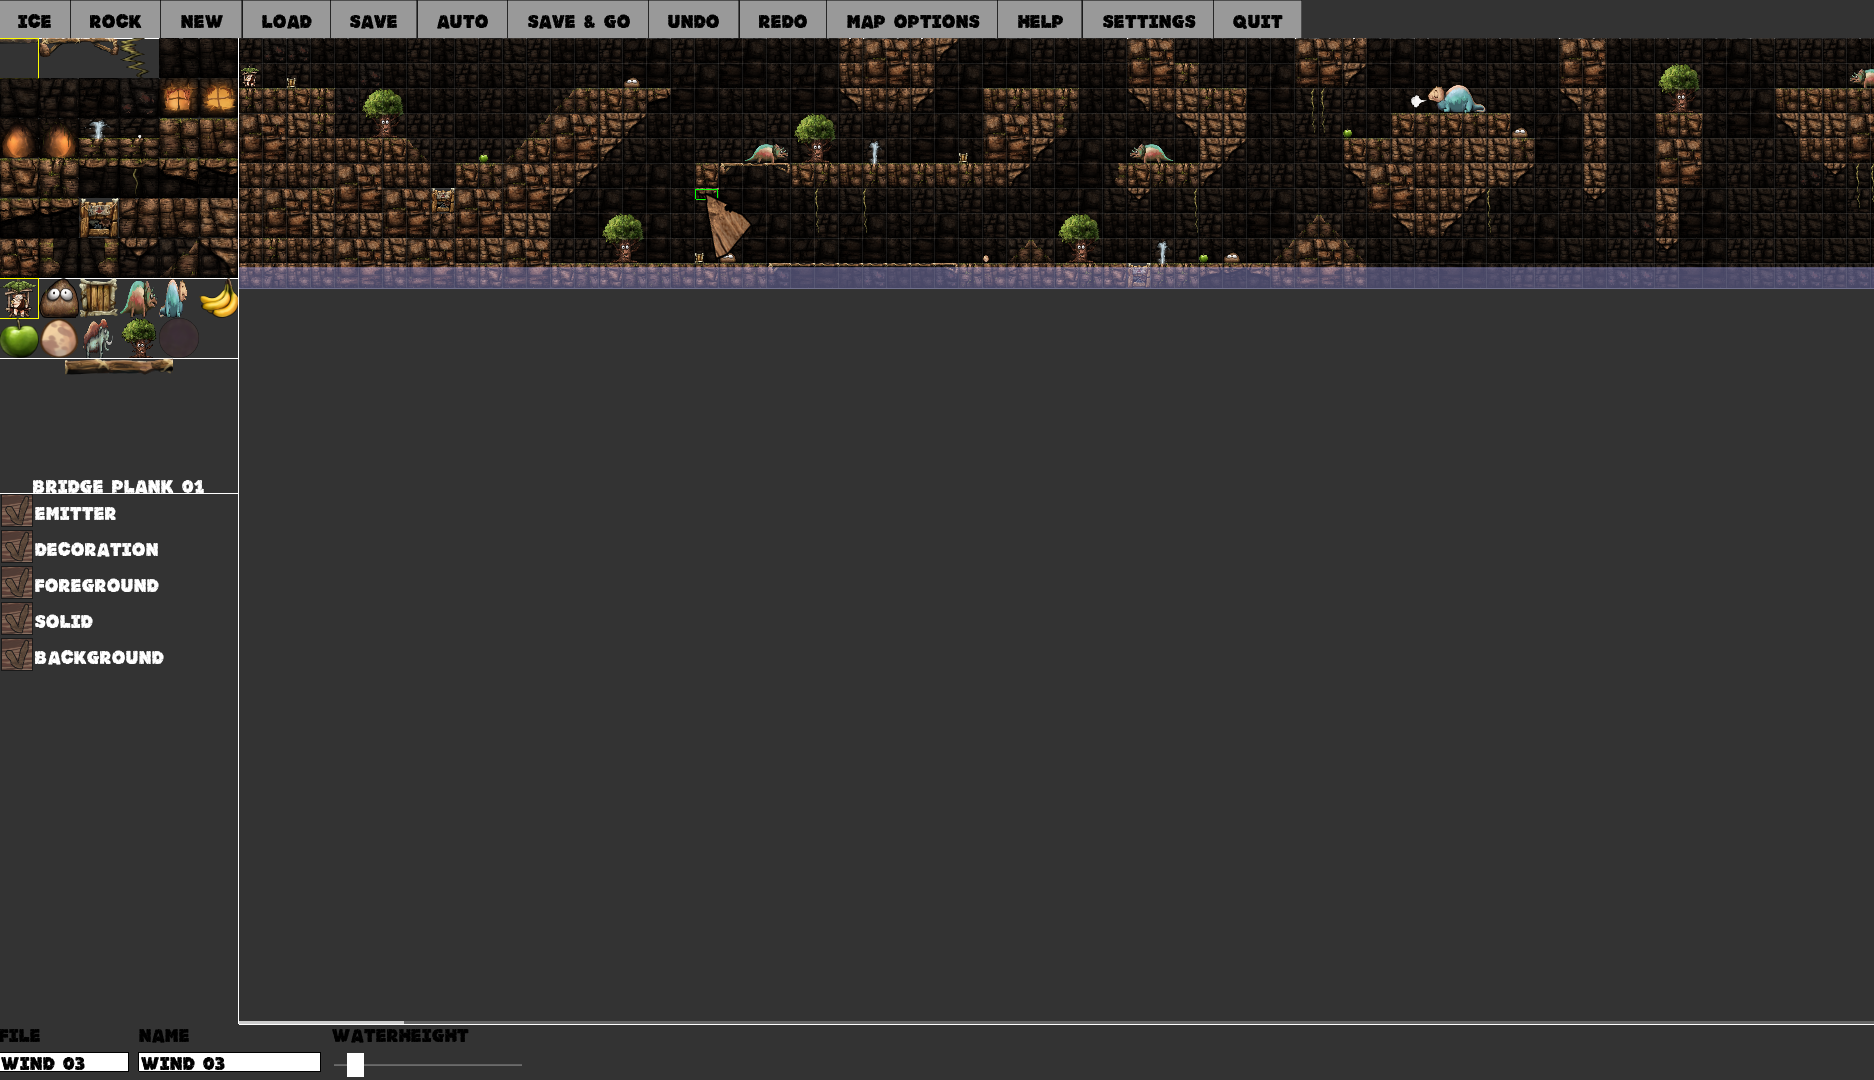 ICE ROCK NEW LOAD SAVE AUTO SAVE & GO UNDO REDO MAP OPTIONS HELP SETTINGS QUIT
BRIDGE PLANK 01
EMITTER
DECORATION
FOREGROUND
SOLID
BACKGROUND
FILE NAME WATERHEIGHT
WIND 03 WIND 03